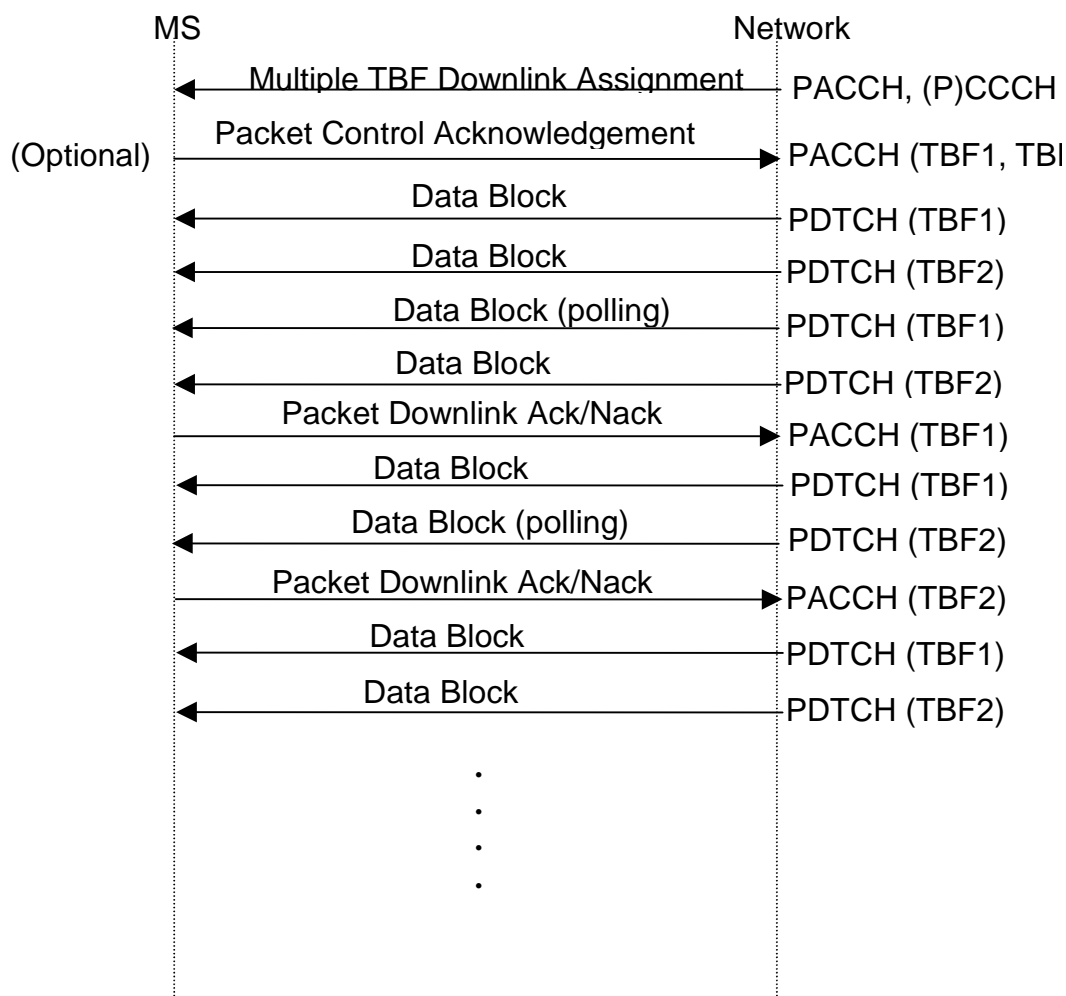 MS Network
Multiple TBF Downlink Assignment PACCH, (P)CCCH
(Optional) Packet Control Acknowledgement PACCH (TBF1,
Data Block PDTCH (TBF1)
Data Block PDTCH (TBF2)
Data Block (polling) PDTCH (TBF1)
Data Block PDTCH (TBF2)
Packet Downlink Ack/Nack PACCH (TBF1)
Data Block PDTCH (TBF1)
Data Block (polling) PDTCH (TBF2)
Packet Downlink Ack/Nack PACCH (TBF2)
Data Block PDTCH (TBF1)
Data Block PDTCH (TBF2)